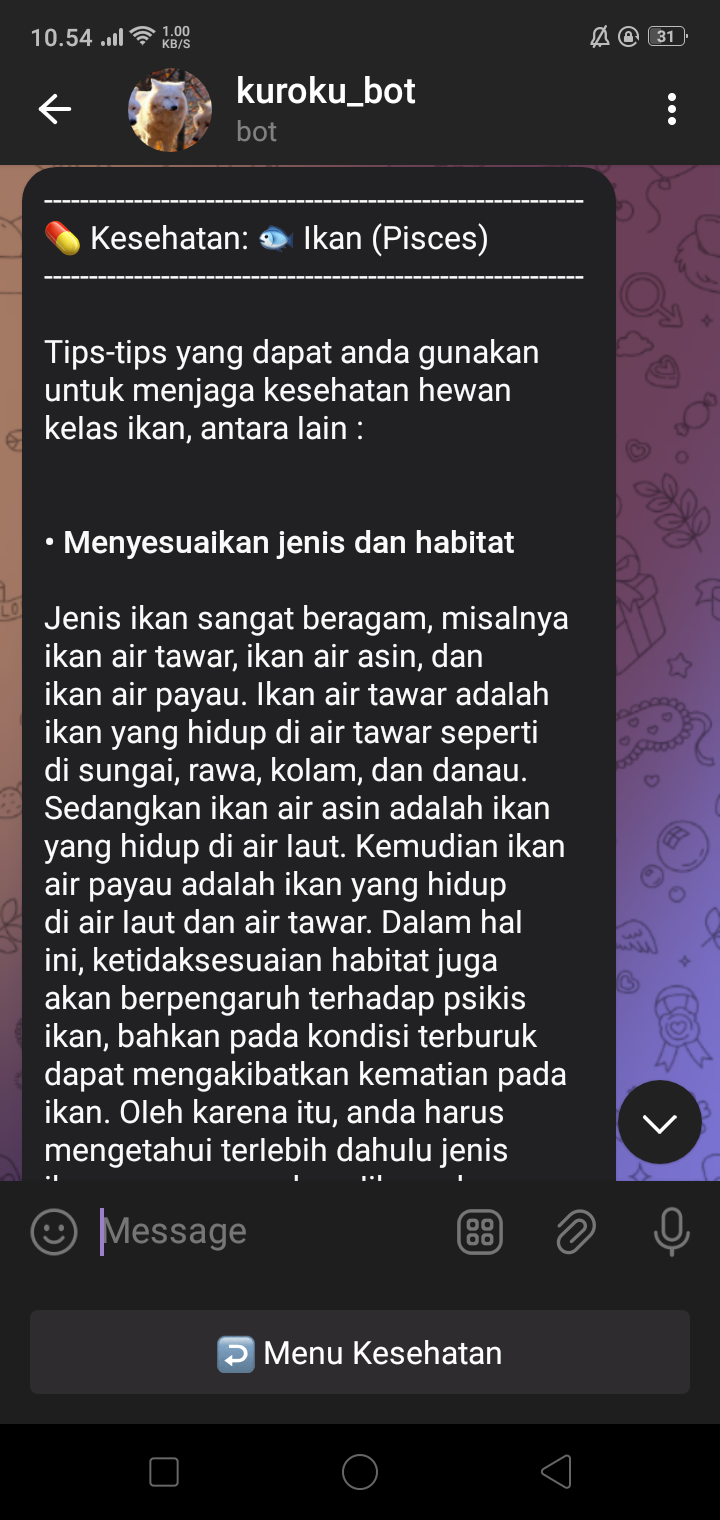 10.54
1.00
KB/S
31
kuroku_bot
bot
------------------------------------------------------------
Kesehatan: Ikan (Pisces)
------------------------------------------------------------
Tips-tips yang dapat anda gunakan
untuk menjaga kesehatan hewan
kelas ikan, antara lain :
• Menyesuaikan jenis dan habitat
Jenis ikan sangat beragam, misalnya
ikan air tawar, ikan air asin, dan
ikan air payau. Ikan air tawar adalah
ikan yang hidup di air tawar seperti
di sungai, rawa, kolam, dan danau.
Sedangkan ikan air asin adalah ikan
yang hidup di air laut. Kemudian ikan
air payau adalah ikan yang hidup
di air laut dan air tawar. Dalam hal
ini, ketidaksesuaian habitat juga
akan berpengaruh terhadap psikis
ikan, bahkan pada kondisi terburuk
dapat mengakibatkan kematian pada
ikan. Oleh karena itu, anda harus
mengetahui terlebih dahulu jenis
Message
Menu Kesehatan